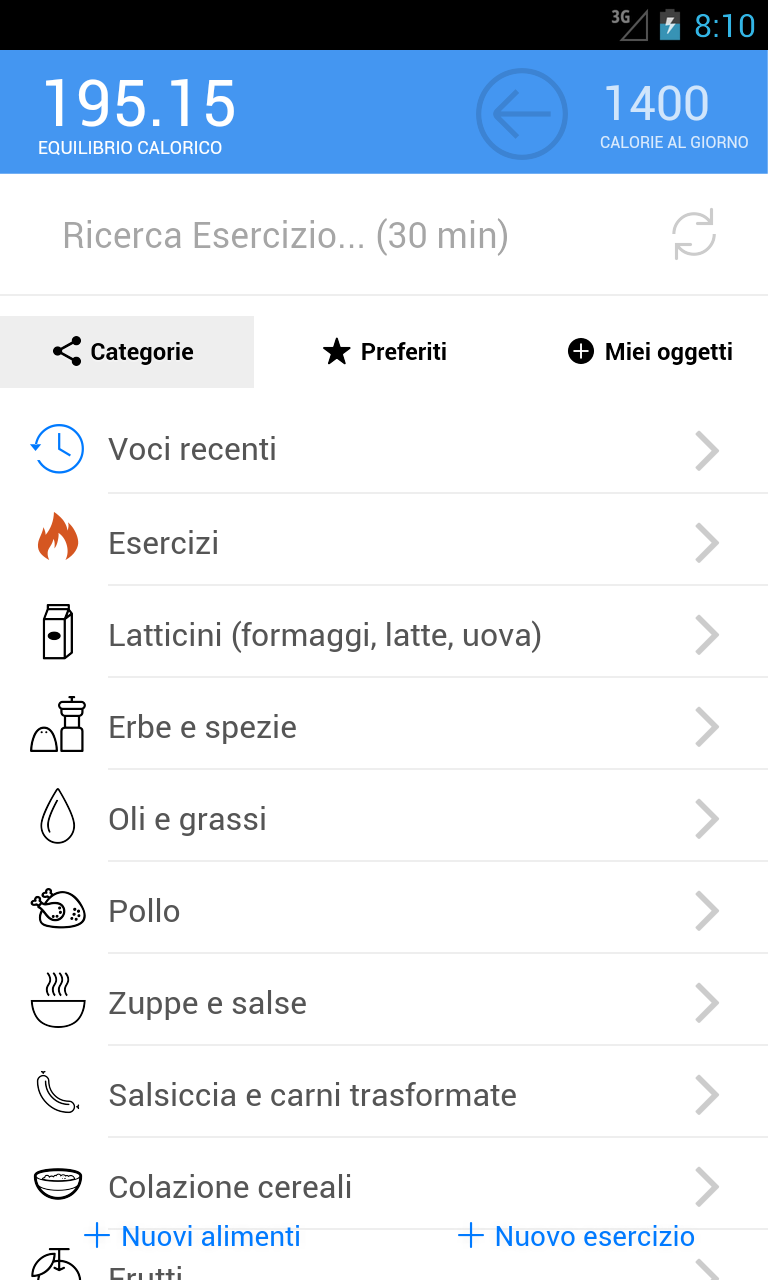 3G 8:10
195.15
EQUILIBRIO CALORICO
1400
CALORIE AL GIORNO
Ricerca Esercizio... (30 min)
Categorie
Preferiti
Miei oggetti
Voci recenti
Esercizi
Latticini (formaggi, latte, uova)
Erbe e spezie
Oli e grassi
Pollo
Zuppe e salse
Salsiccia e carni trasformate
Colazione cereali
Nuovi alimenti
Nuovo esercizio
Frutti